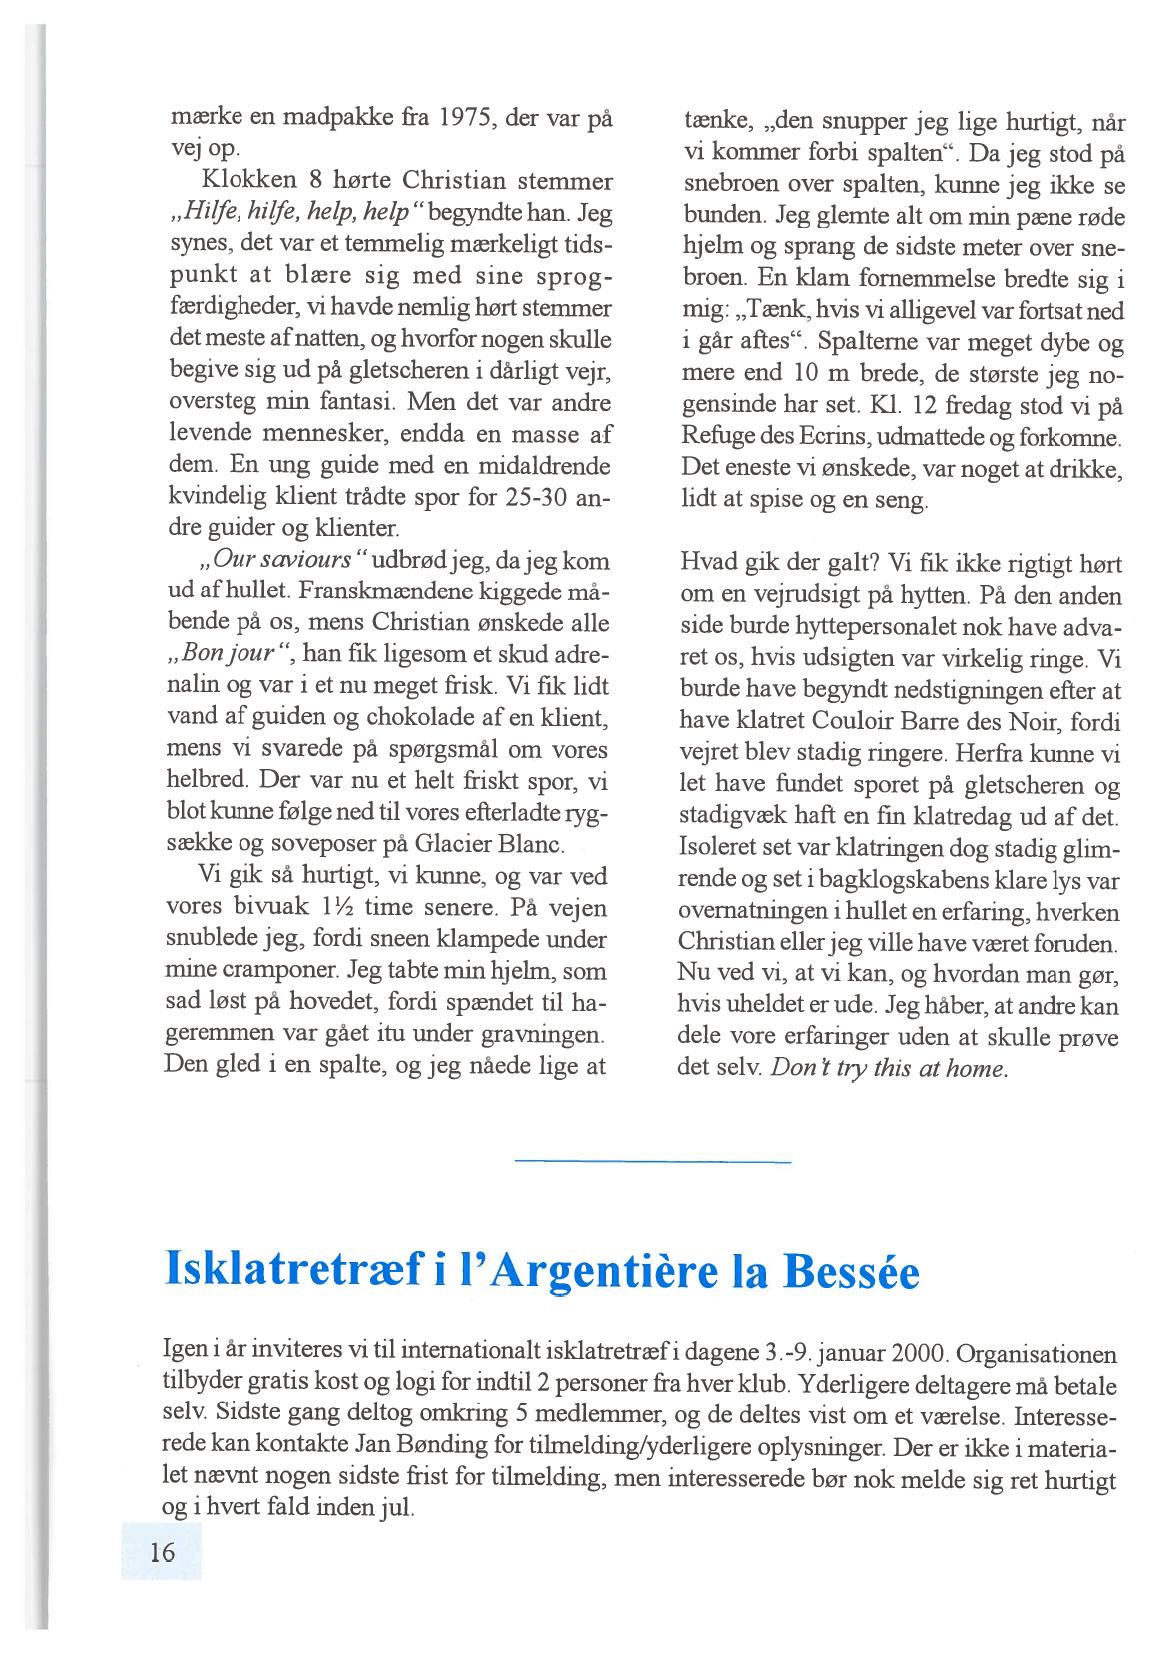 mærke en madpakke fra 1975, der var på
vej op.
Klokken 8 hørte Christian stemmer
„Hilfe, hilfe, help, help“ begyndte han. Jeg
synes, det var et temmelig mærkeligt tids-
punkt at blære sig med sine sprog-
færdigheder, vi havde nemlig hørt stemmer
det meste af natten, og hvorfor nogen skulle
begive sig ud på gletscheren i dårligt vejr,
oversteg min fantasi. Men det var andre
levende mennesker, endda en masse af
dem. En ung guide med en midaldrende
kvindelig klient trådte spor for 25-30 an-
dre guider og klienter.
„Our saviours“ udbrød jeg, da jeg kom
ud af hullet. Franskmændene kiggede må-
bende på os, mens Christian ønskede alle
„Bon jour“, han fik ligesom et skud adre-
nalin og var i et nu meget frisk. Vi fik lidt
vand af guiden og chokolade af en klient,
mens vi svarede på spørgsmål om vores
helbred. Der var nu et helt friskt spor, vi
blot kunne følge ned til vores efterladte ryg-
sække og soveposer på Glacier Blanc.
Vi gik så hurtigt, vi kunne, og var ved
vores bivuak 1½ time senere. På vejen
snublede jeg, fordi sneen klampede under
mine cramponer. Jeg tabte min hjelm, som
sad løst på hovedet, fordi spændet til ha-
geremmen var gået itu under gravningen.
Den gled i en spalte, og jeg nåede lige at
tænke, „den snupper jeg lige hurtigt, når
vi kommer forbi spalten“. Da jeg stod på
snebroen over spalten, kunne jeg ikke se
bunden. Jeg glemte alt om min pæne røde
hjelm og sprang de sidste meter over sne-
broen. En klam fornemmelse bredte sig i
mig: „Tænk, hvis vi alligevel var fortsat ned
i går aftes“. Spalterne var meget dybe og
mere end 10 m brede, de største jeg no-
gensinde har set. Kl. 12 fredag stod vi på
Refuge des Ecrins, udmattede og forkomne.
Det eneste vi ønskede, var noget at drikke,
lidt at spise og en seng.
Hvad gik der galt? Vi fik ikke rigtigt hørt
om en vejrudsigt på hytten. På den anden
side burde hyttepersonalet nok have adva-
ret os, hvis udsigten var virkelig ringe. Vi
burde have begyndt nedstigningen efter at
have klatret Couloir Barre des Noir, fordi
vejret blev stadig ringere. Herfra kunne vi
let have fundet sporet på gletscheren og
stadigvæk haft en fin klatredag ud af det.
Isoleret set var klatringen dog stadig glim-
rende og set i bagklogskabens klare lys var
overnatningen i hullet en erfaring, hverken
Christian eller jeg ville have været foruden.
Nu ved vi, at vi kan, og hvordan man gør,
hvis uheldet er ude. Jeg håber, at andre kan
dele vore erfaringer uden at skulle prøve
det selv. Don't try this at home.
Isklatretræf i l’Argentière la Bessée
Igen i år inviteres vi til internationalt isklatretræf i dagene 3.-9. januar 2000. Organisationen
tilbyder gratis kost og logi for indtil 2 personer fra hver klub. Yderligere deltagere må betale
selv. Sidste gang deltog omkring 5 medlemmer, og de deltes vist om et værelse. Interesse-
rede kan kontakte Jan Bønding for tilmelding/yderligere oplysninger. Der er ikke i materia-
let nævnt nogen sidste frist for tilmelding, men interesserede bør nok melde sig ret hurtigt
og i hvert fald inden jul.
16